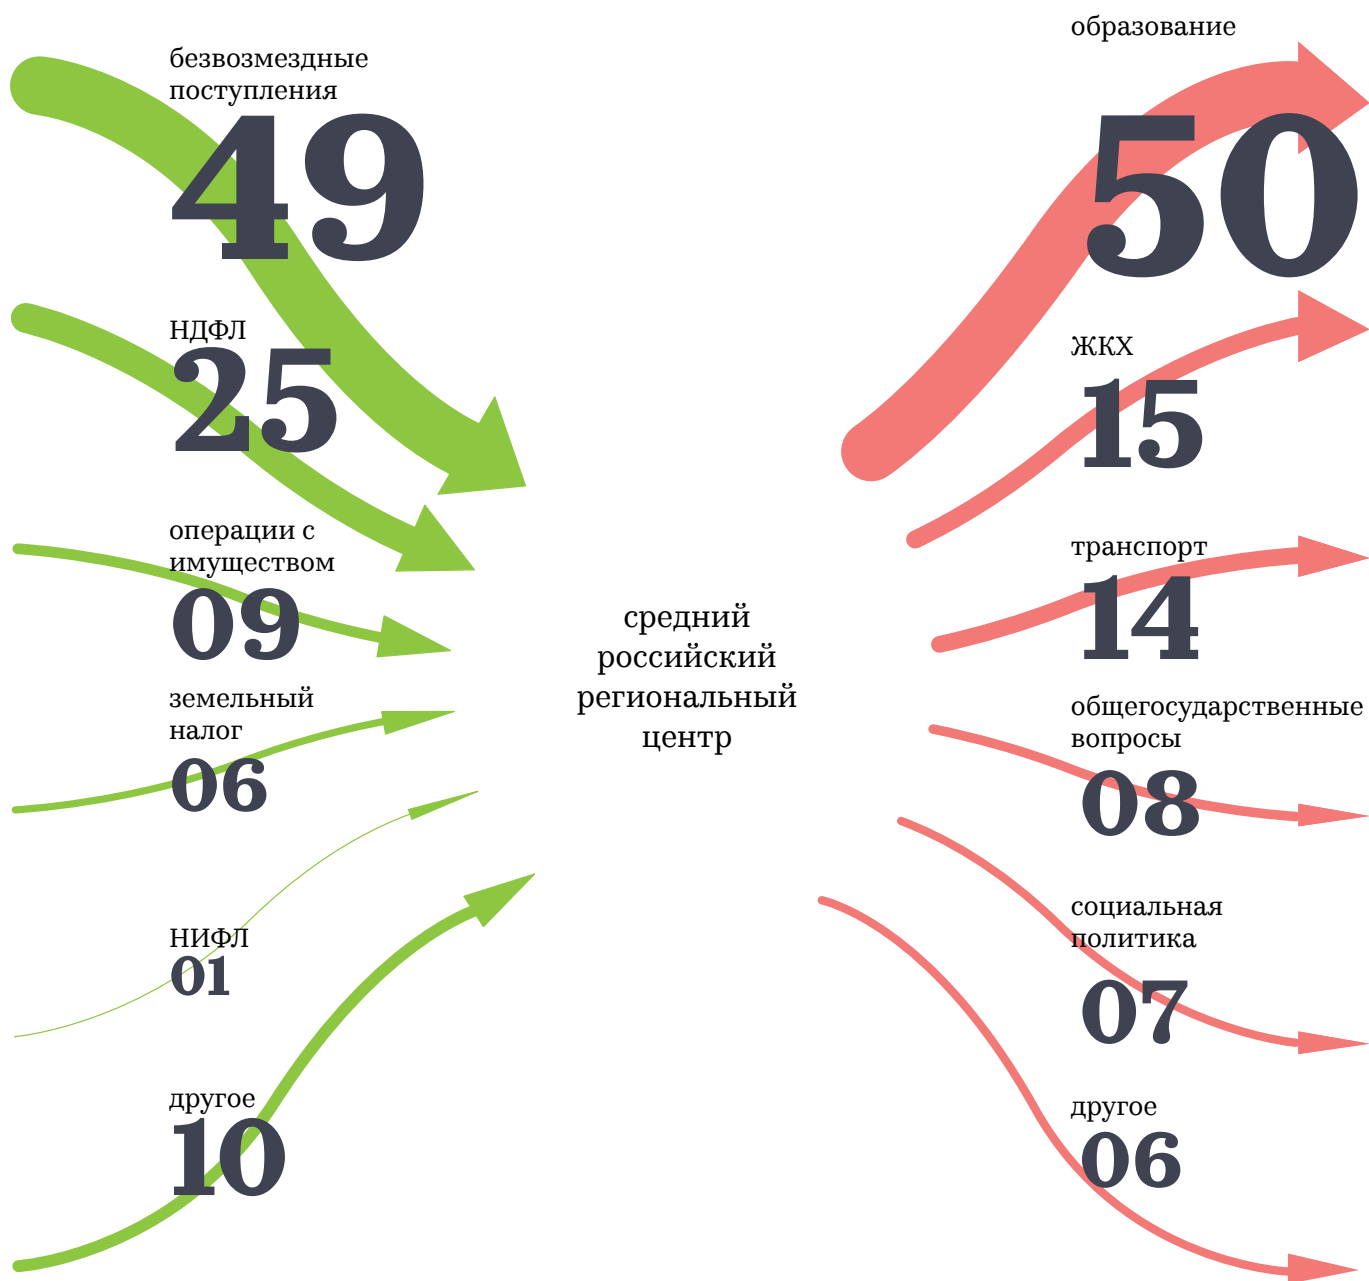 безвозмездные
поступления
49
НДФЛ
25
операции с
имуществом
09
земельный
налог
06
НИФЛ
01
другое
10
средний
российский
региональный
центр
образование
50
ЖКХ
15
транспорт
14
общегосударственные
вопросы
08
социальная
политика
07
другое
06